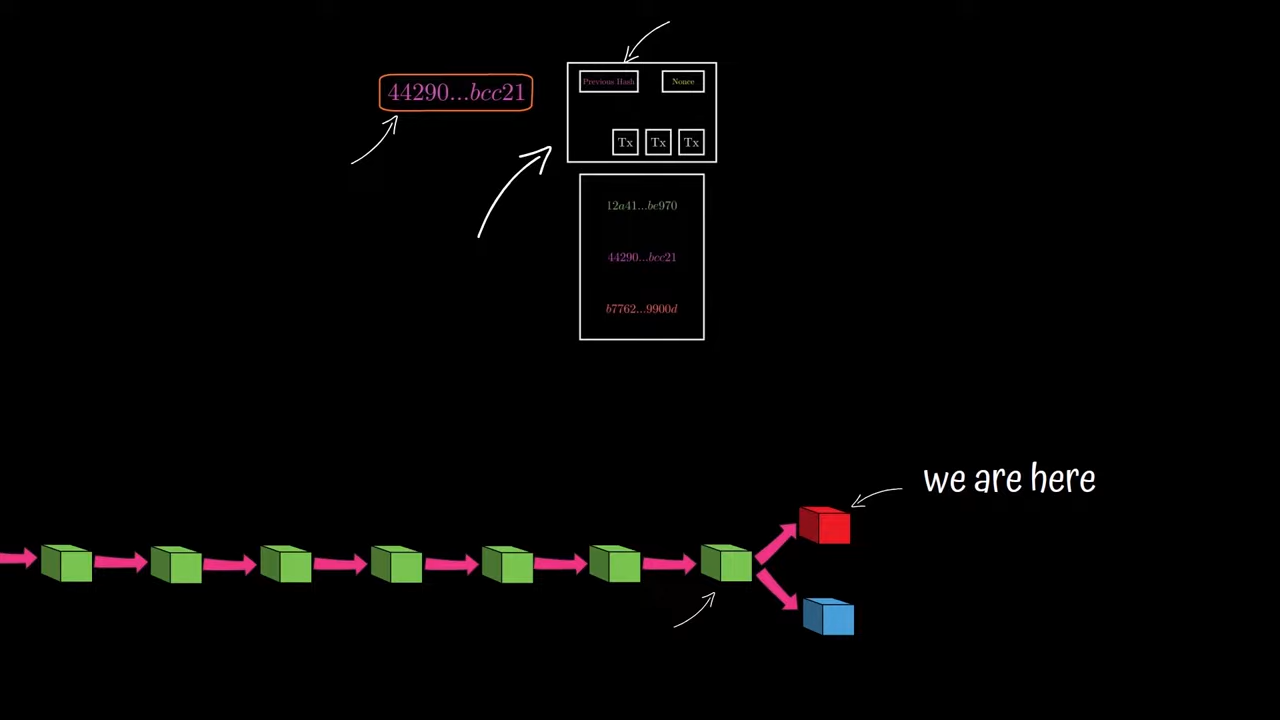 44290...bcc21
Previous Hash
Nonce
Tx Tx Tx
12a41...bc970
44290...bcc21
b7762...9900d
we are here